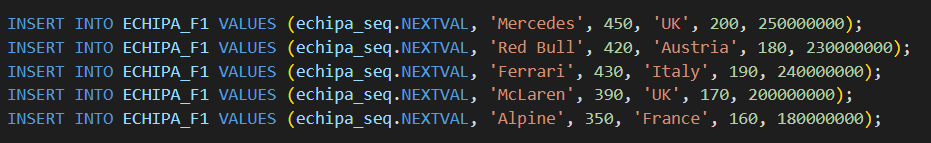 INSERT INTO ECHIPA_F1 VALUES (echipa_seq.NEXTVAL, 'Mercedes', 450, 'UK', 200, 250000000);
INSERT INTO ECHIPA_F1 VALUES (echipa_seq.NEXTVAL, 'Red Bull', 420, 'Austria', 180, 230000000);
INSERT INTO ECHIPA_F1 VALUES (echipa_seq.NEXTVAL, 'Ferrari', 430, 'Italy', 190, 240000000);
INSERT INTO ECHIPA_F1 VALUES (echipa_seq.NEXTVAL, 'McLaren', 390, 'UK', 170, 200000000);
INSERT INTO ECHIPA_F1 VALUES (echipa_seq.NEXTVAL, 'Alpine', 350, 'France', 160, 180000000);